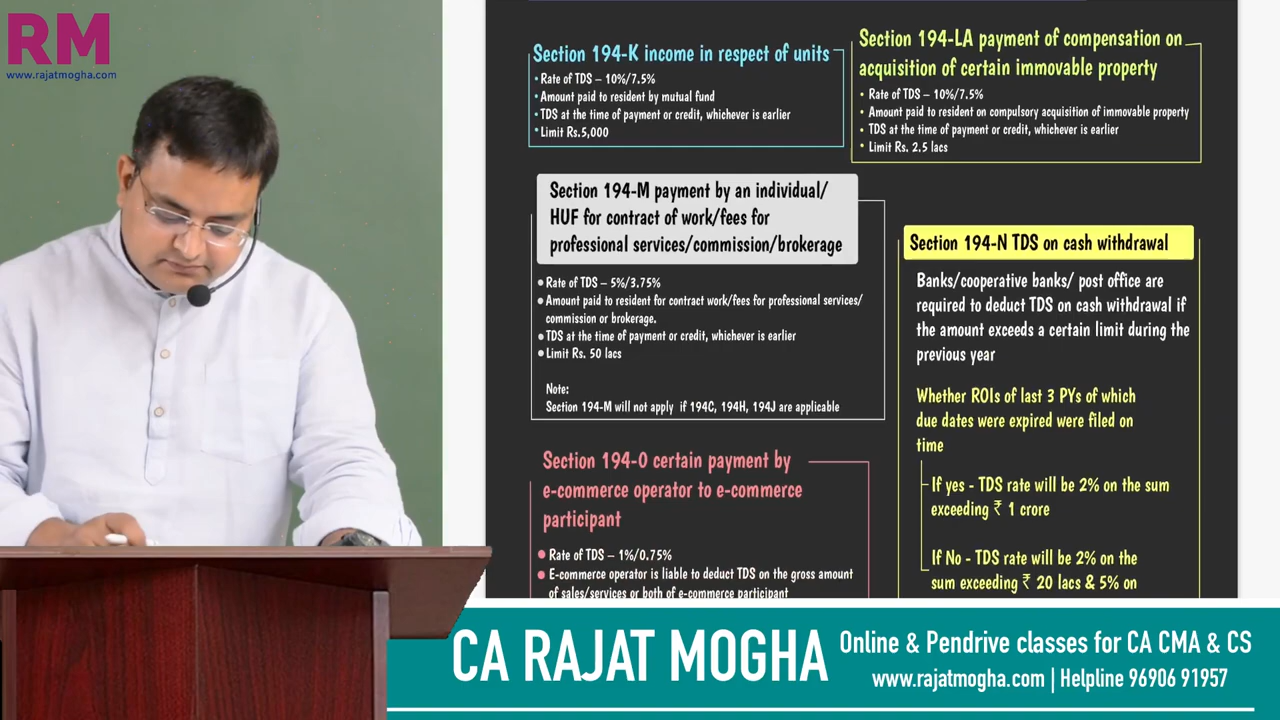 RM
www.rajatmogha.com
Section 194-K income in respect of units
• Rate of TDS – 10%/7.5%
• Amount paid to resident by mutual fund
• TDS at the time of payment or credit, whichever is earlier
• Limit Rs.5,000
Section 194-LA payment of compensation on
acquisition of certain immovable property
• Rate of TDS – 10%/7.5%
• Amount paid to resident on compulsory acquisition of immovable property
• TDS at the time of payment or credit, whichever is earlier
• Limit Rs. 2.5 lacs
Section 194-M payment by an individual/
HUF for contract of work/fees for
professional services/commission/brokerage
• Rate of TDS – 5%/3.75%
• Amount paid to resident for contract work/fees for professional services/
commission or brokerage.
• TDS at the time of payment or credit, whichever is earlier
• Limit Rs. 50 lacs
Note:
Section 194-M will not apply if 194C, 194H, 194J are applicable
Section 194-N TDS on cash withdrawal
Banks/cooperative banks/ post office are
required to deduct TDS on cash withdrawal if
the amount exceeds a certain limit during the
previous year
Whether ROIs of last 3 PYs of which
due dates were expired were filed on
time
If yes - TDS rate will be 2% on the sum
exceeding ₹ 1 crore
If No - TDS rate will be 2% on the
sum exceeding ₹ 20 lacs & 5% on
Section 194-O certain payment by
e-commerce operator to e-commerce
participant
• Rate of TDS – 1%/0.75%
• E-commerce operator is liable to deduct TDS on the gross amount
of sales/services or both of e-commerce participant
CA RAJAT MOGHA
Online & Pendrive classes for CA CMA & CS
www.rajatmogha.com | Helpline 96906 91957